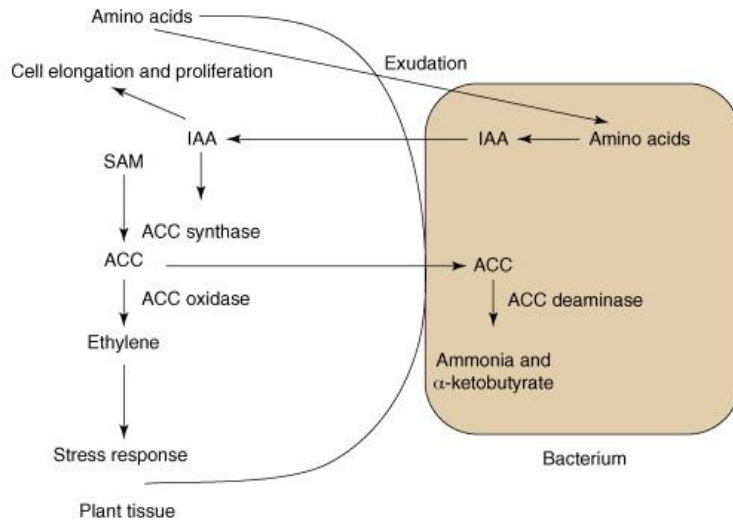 Amino acids
Exudation
Cell elongation and proliferation
IAA
IAA
Amino acids
SAM
ACC synthase
ACC
ACC
ACC oxidase
ACC deaminase
Ethylene
Ammonia and
α-ketobutyrate
Stress response
Bacterium
Plant tissue